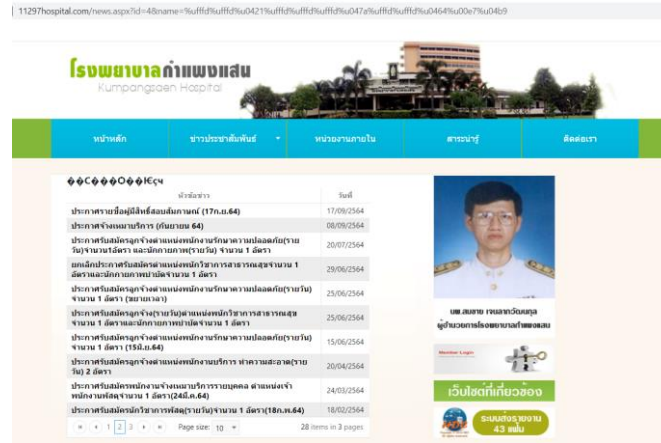 11297hospital.com/news.aspx?id=4&iname=%ufffd%ufffd%u0421%ufffd%ufffd%ufffd%u047a%ufffd%ufffd%u0464%u00e7%u04b9
โรงพยาบาลกำแพงแสน
Kumpangsaen Hospital
หน้าหลัก ข่าวประชาสัมพันธ์ หน่วยงานภายใน สาระน่ารู้ ติดต่อเรา
��С���Ѻ��Ѥçҹ
หัวข้อข่าว วันที่
ประกาศรายชื่อผู้มีสิทธิ์สอบสัมภาษณ์ (17ก.ย.64) 17/09/2564
ประกาศจ้างเหมาบริการ (กันยายน 64) 08/09/2564
ประกาศรับสมัครลูกจ้างตำแหน่งพนักงานรักษาความปลอดภัย(ราย 20/07/2564
วัน)จำนวน1อัตรา และนักกายภาพ(รายวัน) จำนวน 1 อัตรา
ยกเลิกประกาศรับสมัครตำแหน่งพนักวิชาการสาธารณสุขจำนวน 1 29/06/2564
อัตราและนักกายภาพบำบัดจำนวน 1 อัตรา
ประกาศรับสมัครลูกจ้างตำแหน่งพนักงานรักษาความปลอดภัย(รายวัน) 25/06/2564
จำนวน 1 อัตรา (ขยายเวลา)
ประกาศรับสมัครลูกจ้าง(รายวัน)ตำแหน่งพนักวิชาการสาธารณสุข 25/06/2564
จำนวน 1 อัตราและนักกายภาพบำบัดจำนวน 1 อัตรา
ประกาศรับสมัครลูกจ้างตำแหน่งพนักงานรักษาความปลอดภัย(รายวัน) 15/06/2564
จำนวน 1 อัตรา (15มิ.ย.64)
ประกาศรับสมัครลูกจ้างตำแหน่งพนักงานบริการ ทำความสะอาด(ราย 20/04/2564
วัน) 2 อัตรา
ประกาศรับสมัครพนักงานจ้างเหมาบริการรายบุคคล ตำแหน่งเจ้า 24/03/2564
พนักงานพัสดุจำนวน 1 อัตรา(24มี.ค.64)
ประกาศรับสมัครนักวิชาการพัสดุ(รายวัน)จำนวน 1 อัตรา(18ก.พ.64) 18/02/2564
1 2 3 Page size: 10 28 items in 3 pages
นพ.สมชาย เจนลาภวัฒนกุล
ผู้อำนวยการโรงพยาบาลกำแพงแสน
Member Login
เว็บไซต์ที่เกี่ยวข้อง
ระบบส่งรายงาน
43 แฟ้ม